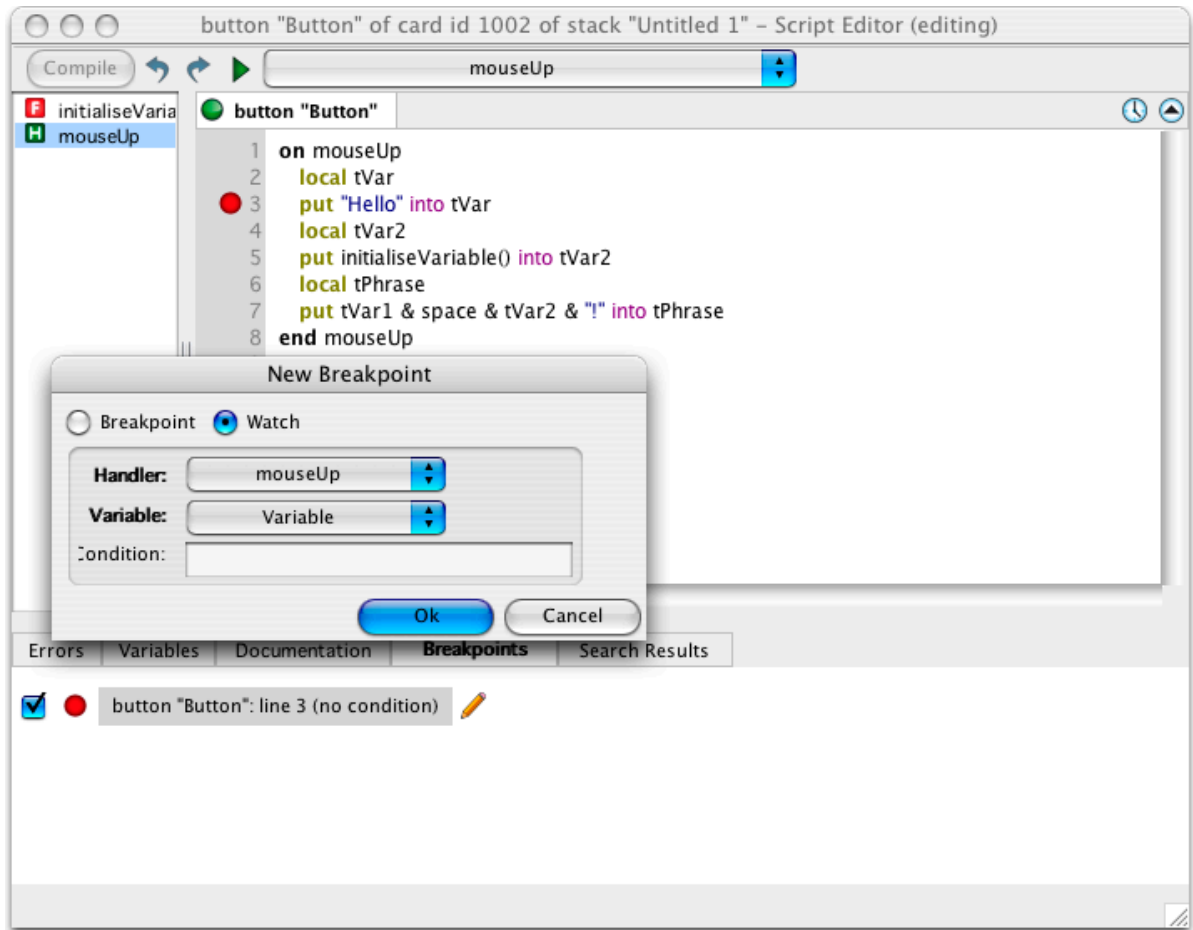 button "Button" of card id 1002 of stack "Untitled 1" – Script Editor (editing)
Compile mouseUp
F initialiseVaria
H mouseUp
button "Button"
1 on mouseUp
2 local tVar
3 put "Hello" into tVar
4 local tVar2
5 put initialiseVariable() into tVar2
6 local tPhrase
7 put tVar1 & space & tVar2 & "!" into tPhrase
8 end mouseUp
New Breakpoint
Breakpoint Watch
Handler: mouseUp
Variable: Variable
Condition:
Ok Cancel
Errors Variables Documentation Breakpoints Search Results
button "Button": line 3 (no condition)